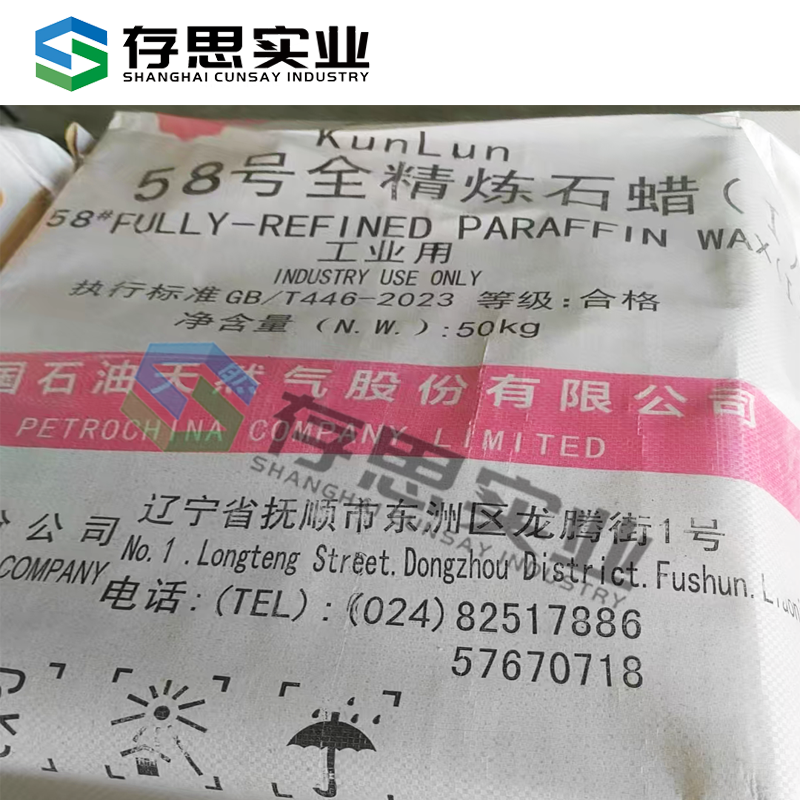 存思实业
SHANGHAI CUNSAY INDUSTRY
KunLun
58号全精炼石蜡(
58#FULLY-REFINED PARAFFIN WAX
工业用
INDUSTRY USE ONLY
执行标准GB/T446-2023 等级:合格
净含量(N.W.):50kg
国石油天然气股份有限公司
PETROCHINA COMPANY LIMITED
存思实业
SHANGHAI CUNSAY INDUSTRY
公司 辽宁省抚顺市东洲区龙腾街1号
COMPANY No.1.Longteng Street.Dongzhou District.Fushun.
电话:(TEL):(024)82517886
57670718